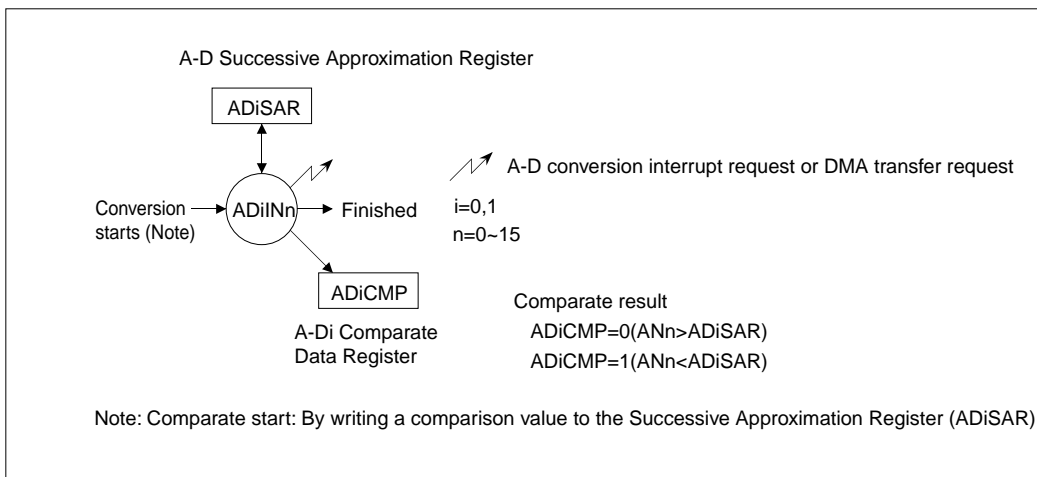 A-D Successive Approximation Register
ADiSAR
A-D conversion interrupt request or DMA transfer request
Conversion
starts (Note)
ADiINn
Finished
i=0,1
n=0~15
ADiCMP
A-Di Comparate
Data Register
Comparate result
ADiCMP=0(ANn>ADiSAR)
ADiCMP=1(ANn<ADiSAR)
Note: Comparate start: By writing a comparison value to the Successive Approximation Register (ADiSAR)